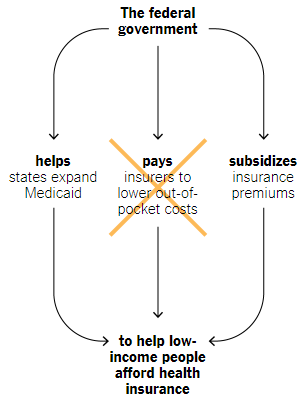 The federal
government
helps
states expand
Medicaid
pays
insurers to
lower out-of-
pocket costs
subsidizes
insurance
premiums
to help low-
income people
afford health
insurance